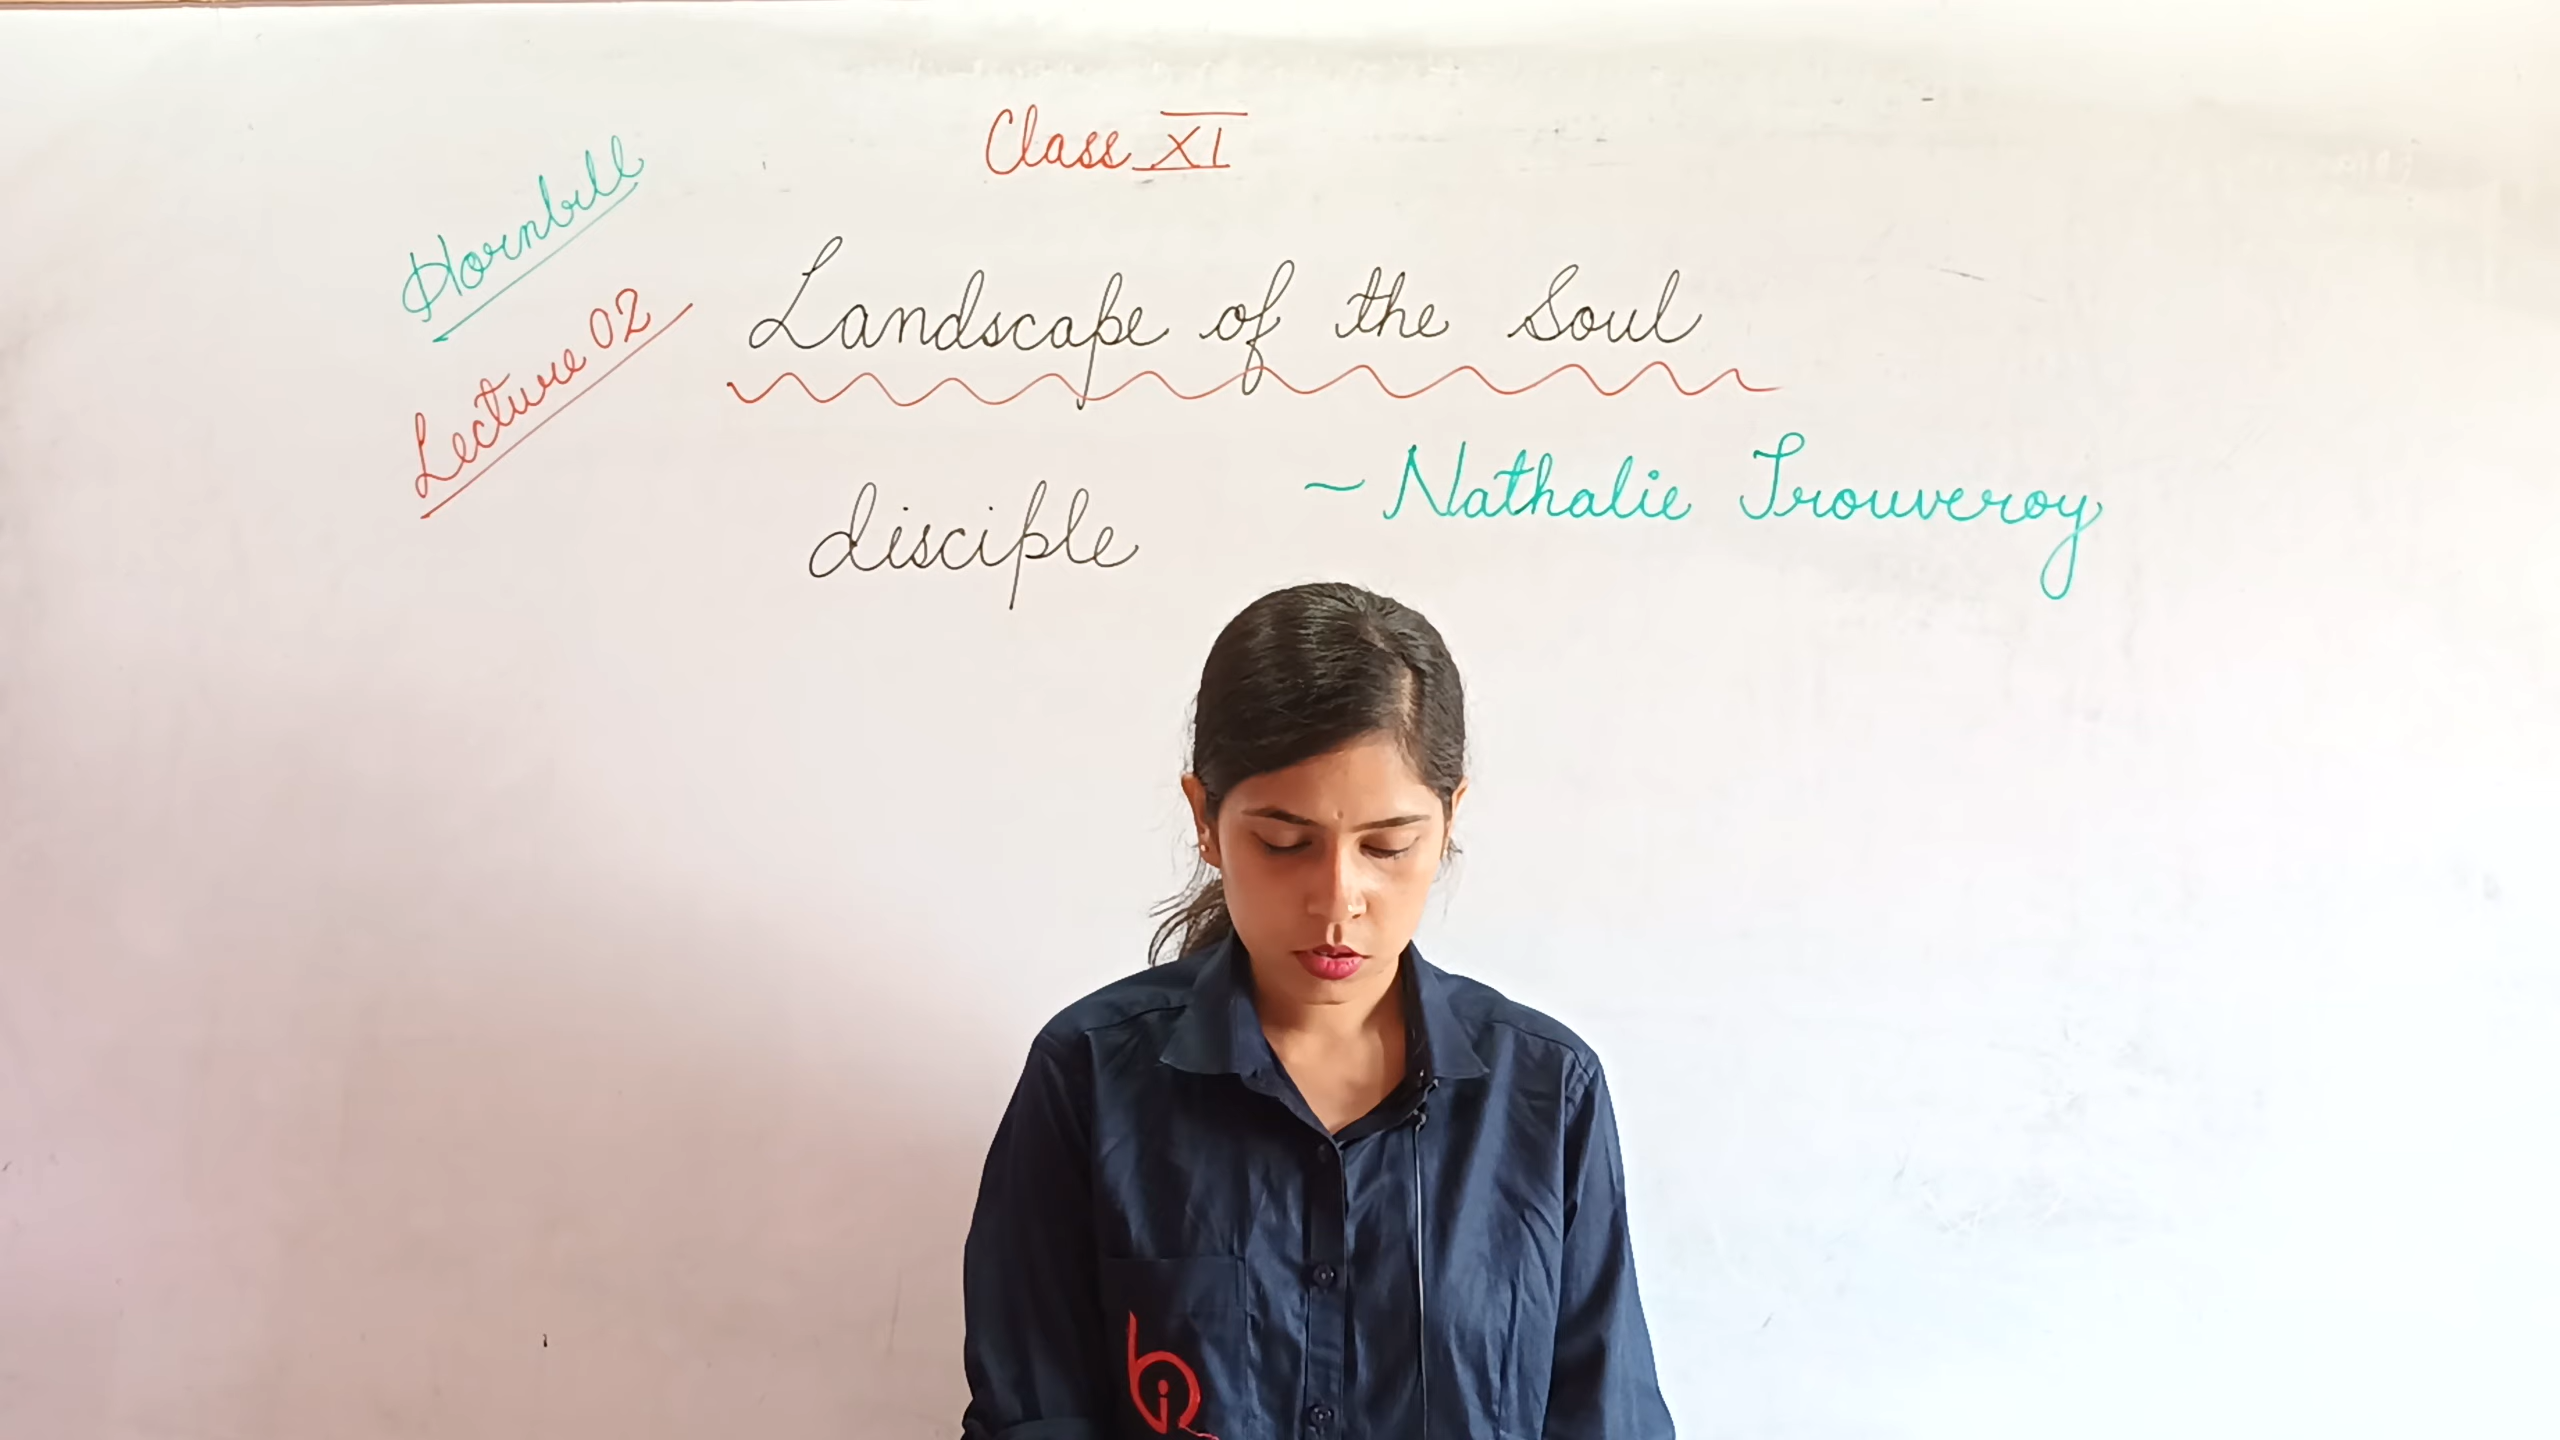 Class XI
Hornbill
Lecture 02
Landscape of the Soul
~ Nathalie Trouveroy
disciple